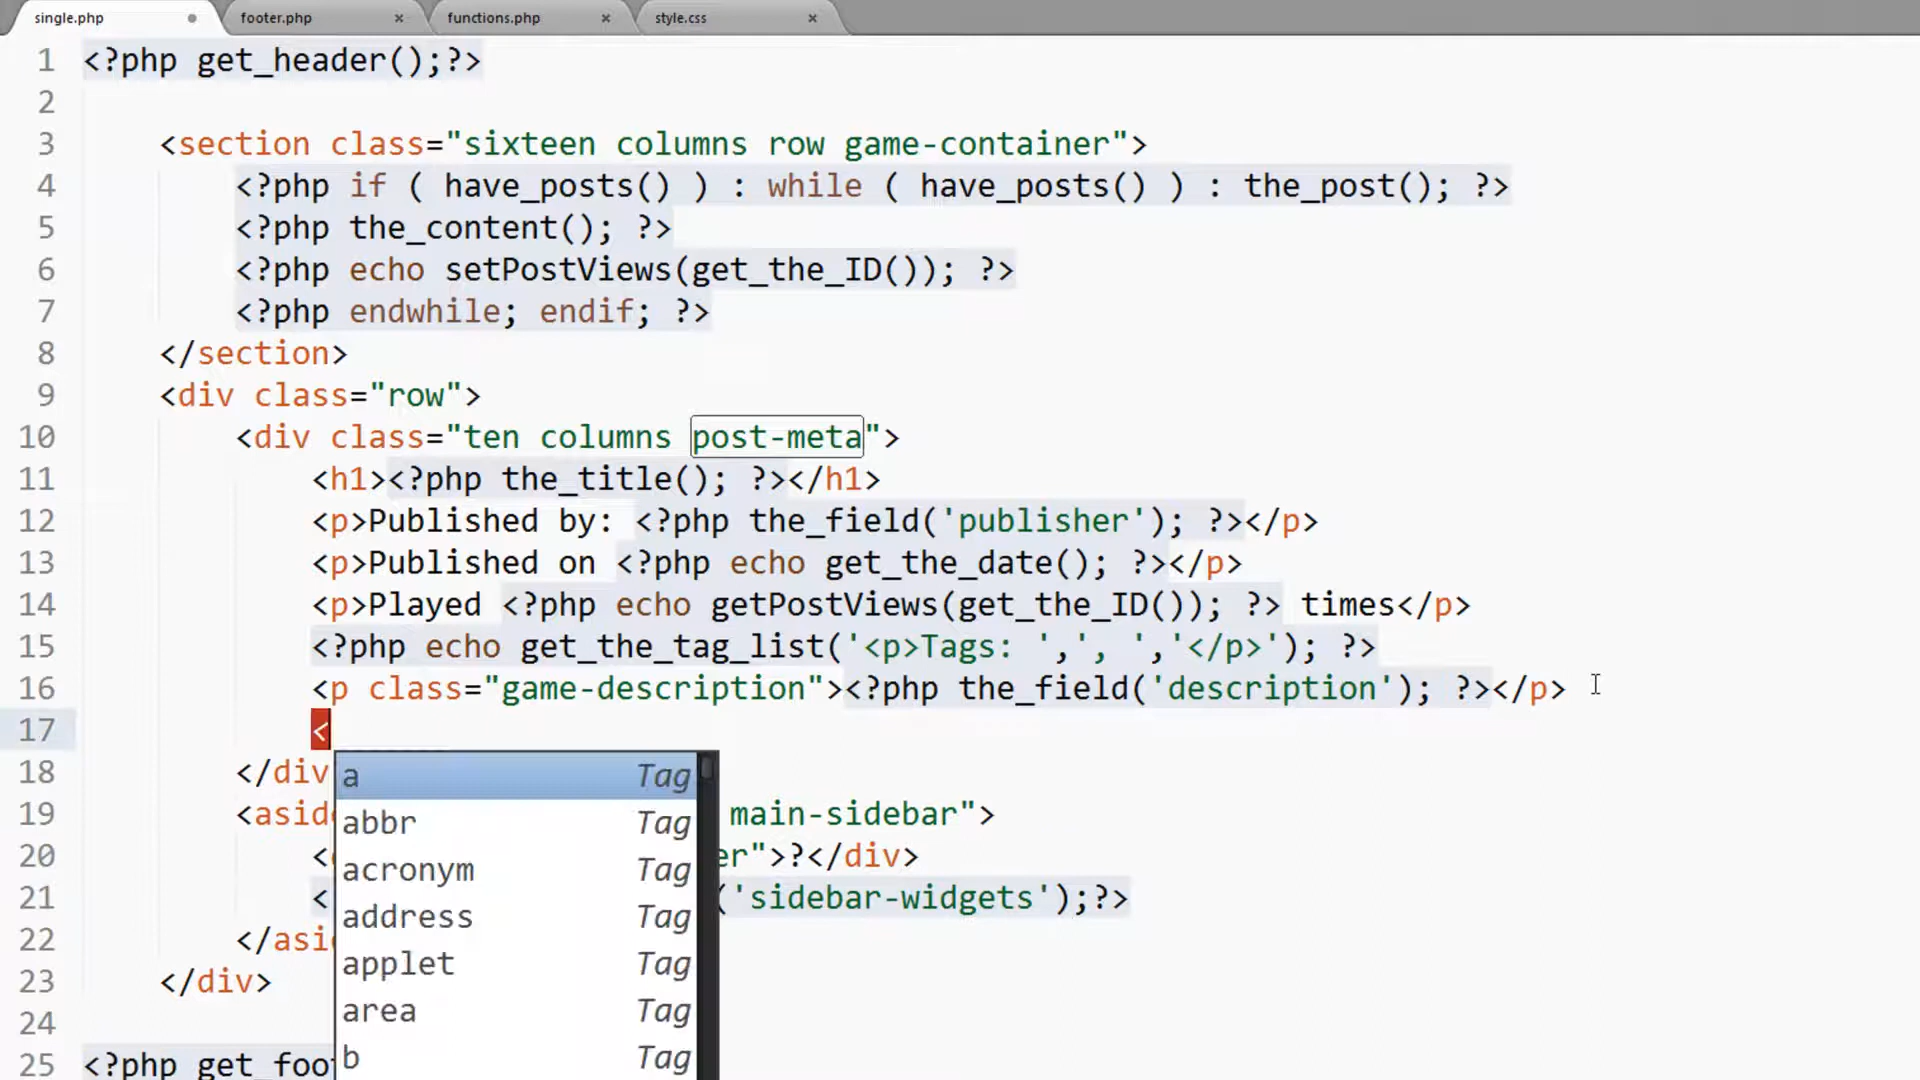 single.php footer.php × functions.php × style.css ×
1 <?php get_header();?>
2
3 <section class="sixteen columns row game-container">
4 <?php if ( have_posts() ) : while ( have_posts() ) : the_post(); ?>
5 <?php the_content(); ?>
6 <?php echo setPostViews(get_the_ID()); ?>
7 <?php endwhile; endif; ?>
8 </section>
9 <div class="row">
10 <div class="ten columns post-meta">
11 <h1><?php the_title(); ?></h1>
12 <p>Published by: <?php the_field('publisher'); ?></p>
13 <p>Published on <?php echo get_the_date(); ?></p>
14 <p>Played <?php echo getPostViews(get_the_ID()); ?> times</p>
15 <?php echo get_the_tag_list('<p>Tags: ',', ','</p>'); ?>
16 <p class="game-description"><?php the_field('description'); ?></p>
17 <
18 </div
a Tag
19 <asid main-sidebar">
abbr Tag
20 < er">?</div>
acronym Tag
21 < ('sidebar-widgets');?>
address Tag
22 </asi
applet Tag
23 </div>
area Tag
24
b Tag
25 <?php get_foo